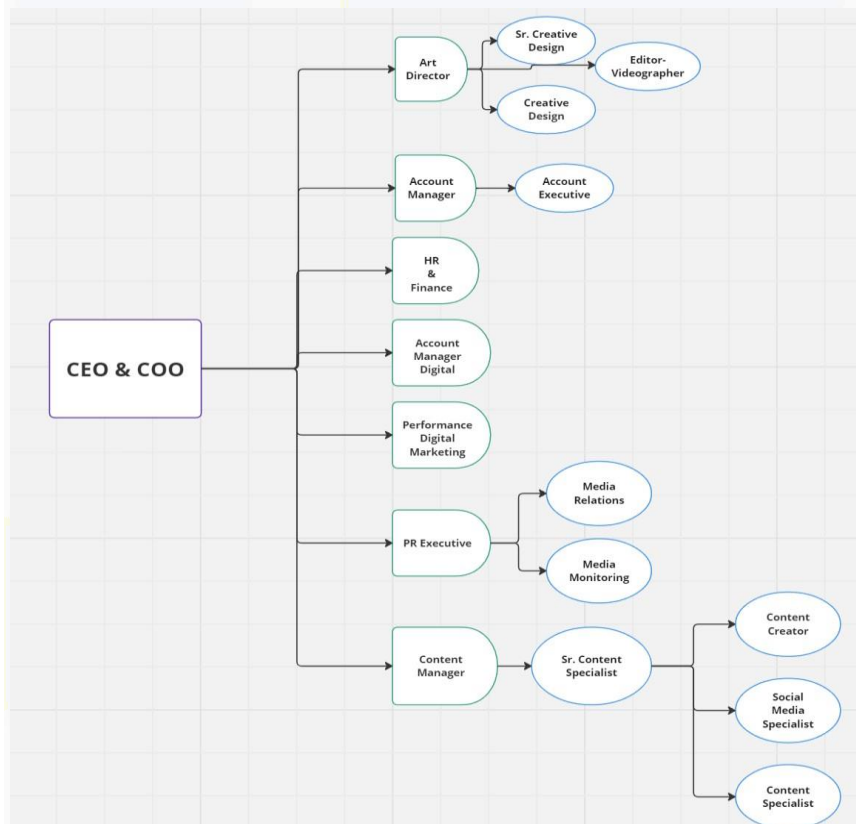 Sr. Creative
Design
Art
Director
Editor-
Videographer
Creative
Design
Account
Manager
Account
Executive
HR
&
Finance
CEO & COO
Account
Manager
Digital
Performance
Digital
Marketing
Media
Relations
PR Executive
Media
Monitoring
Content
Creator
Content
Manager
Sr. Content
Specialist
Social
Media
Specialist
Content
Specialist